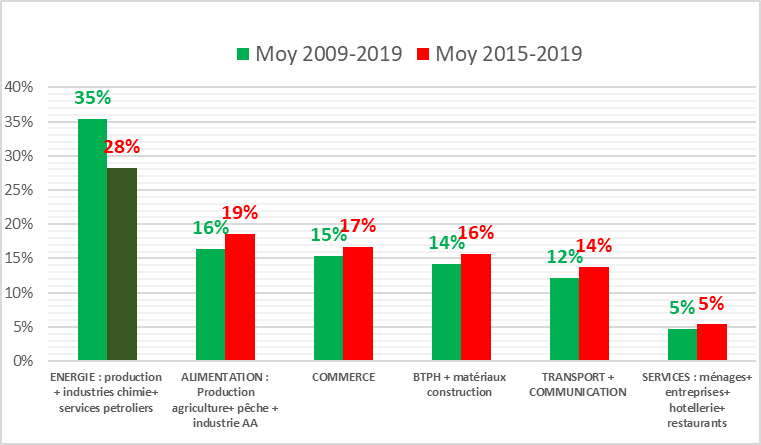 Moy 2009-2019 Moy 2015-2019
40%
35%
30%
25%
20%
15%
10%
5%
0%
35%
28%
16%
19%
15%
17%
14%
16%
12%
14%
5%
5%
ENERGIE : production
+ industries chimie+
services petroliers
ALIMENTATION :
Production
agriculture+ pêche +
industrie AA
COMMERCE
BTPH + matériaux
construction
TRANSPORT +
COMMUNICATION
SERVICES : ménages+
entreprises+
hotellerie+
restaurants